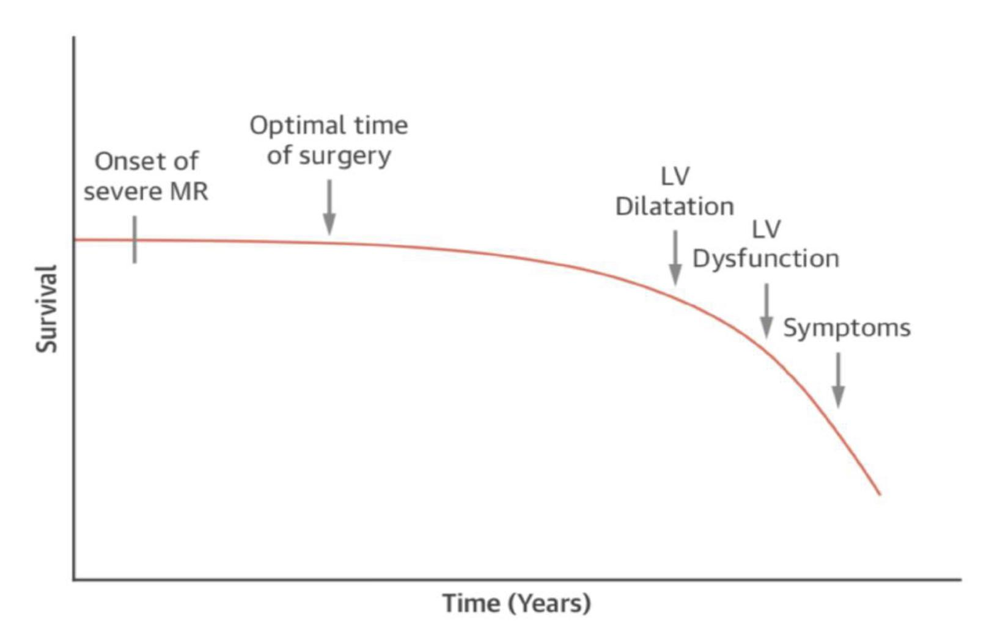 Optimal time
of surgery
Onset of
severe MR
LV
Dilatation
LV
Dysfunction
Symptoms
Survival
Time (Years)